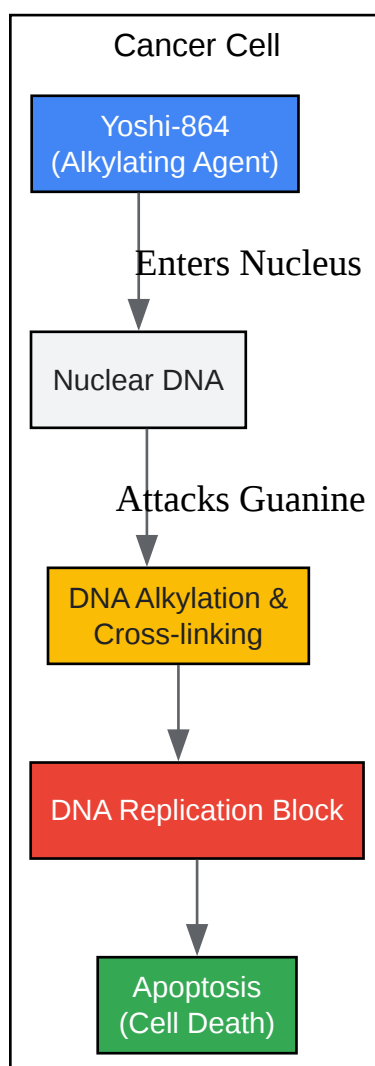 Cancer Cell
Yoshi-864
(Alkylating Agent)
Enters Nucleus
Nuclear DNA
Attacks Guanine
DNA Alkylation &
Cross-linking
DNA Replication Block
Apoptosis
(Cell Death)